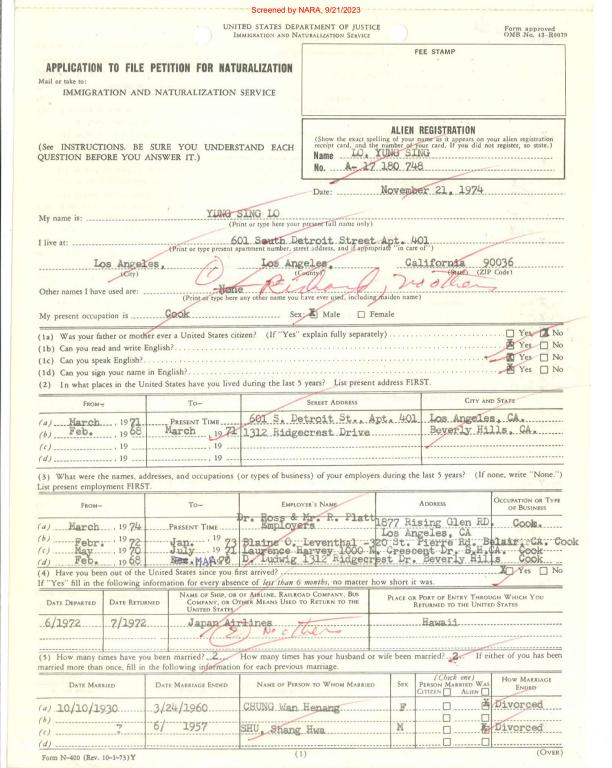 Screened by NARA, 9/21/2023
UNITED STATES DEPARTMENT OF JUSTICE
IMMIGRATION AND NATURALIZATION SERVICE
Form approved
OMB No. 43-R0079
FEE STAMP
APPLICATION TO FILE PETITION FOR NATURALIZATION
Mail or take to:
IMMIGRATION AND NATURALIZATION SERVICE
(See INSTRUCTIONS. BE SURE YOU UNDERSTAND EACH QUESTION BEFORE YOU ANSWER IT.)
ALIEN REGISTRATION
(Show the exact spelling of your name as it appears on your alien registration receipt card, and the number of your card. If you did not register, so state.)
Name LO, YUNG SING
No. A- 17 180 748
Date: November 21, 1974
My name is: YUNG SING LO
(Print or type here your present full name only)
I live at: 601 South Detroit Street Apt. 401
(Print or type present apartment number, street address, and if appropriate "in care of")
Los Angeles, Los Angeles, California 90036
(City) (County) (State) (ZIP Code)
Other names I have used are: None (1) Richard, no others
(Print or type here any other name you have ever used, including maiden name)
My present occupation is Cook Sex: X Male Female
(1a) Was your father or mother ever a United States citizen? (If "Yes" explain fully separately) Yes X No
(1b) Can you read and write English? X Yes No
(1c) Can you speak English? X Yes No
(1d) Can you sign your name in English? X Yes No
(2) In what places in the United States have you lived during the last 5 years? List present address FIRST.
FROM— TO— STREET ADDRESS CITY AND STATE
(a) March, 1971 PRESENT TIME 601 S. Detroit St., Apt. 401 Los Angeles, CA.
(b) Feb. , 1968 March , 1971 1312 Ridgecrest Drive Beverly Hills, CA.
(c) , 19 , 19
(d) , 19 , 19
(3) What were the names, addresses, and occupations (or types of business) of your employers during the last 5 years? (If none, write "None.")
List present employment FIRST.
FROM— TO— EMPLOYER'S NAME ADDRESS OCCUPATION OR TYPE OF BUSINESS
(a) March , 1974 PRESENT TIME Dr. Ross & Mr. R. Platt Employers 1877 Rising Glen RD. Los Angeles, CA Cook
(b) Febr. , 1972 Jan. , 1973 Blaine O. Leventhal -320 St. Pierre Rd. Belair, CA. Cook
(c) May , 1970 July , 1971 Laurence Harvey 1000 N. Crescent Dr. B.H.CA. Cook
(d) Feb. , 1968 MAR 70 D. Ludwig 1312 Ridgecrest Dr. Beverly Hills Cook
(4) Have you been out of the United States since you first arrived? X Yes No
If "Yes" fill in the following information for every absence of less than 6 months, no matter how short it was.
DATE DEPARTED DATE RETURNED NAME OF SHIP, OR OF AIRLINE, RAILROAD COMPANY, BUS COMPANY, OR OTHER MEANS USED TO RETURN TO THE UNITED STATES PLACE OR PORT OF ENTRY THROUGH WHICH YOU RETURNED TO THE UNITED STATES
6/1972 7/1972 Japan Airlines Hawaii
(2) No others
(5) How many times have you been married? 2 How many times has your husband or wife been married? 2 If either of you has been
married more than once, fill in the following information for each previous marriage.
DATE MARRIED DATE MARRIAGE ENDED NAME OF PERSON TO WHOM MARRIED SEX (Check one) PERSON MARRIED WAS CITIZEN ALIEN HOW MARRIAGE ENDED
(a) 10/10/1930 3/24/1960 CHUNG Wan Henang F X Divorced
(b)
(c) ? 6/ 1957 SHU, Shang Hwa M X Divorced
(d)
Form N-400 (Rev. 10-1-73)Y (1) (OVER)